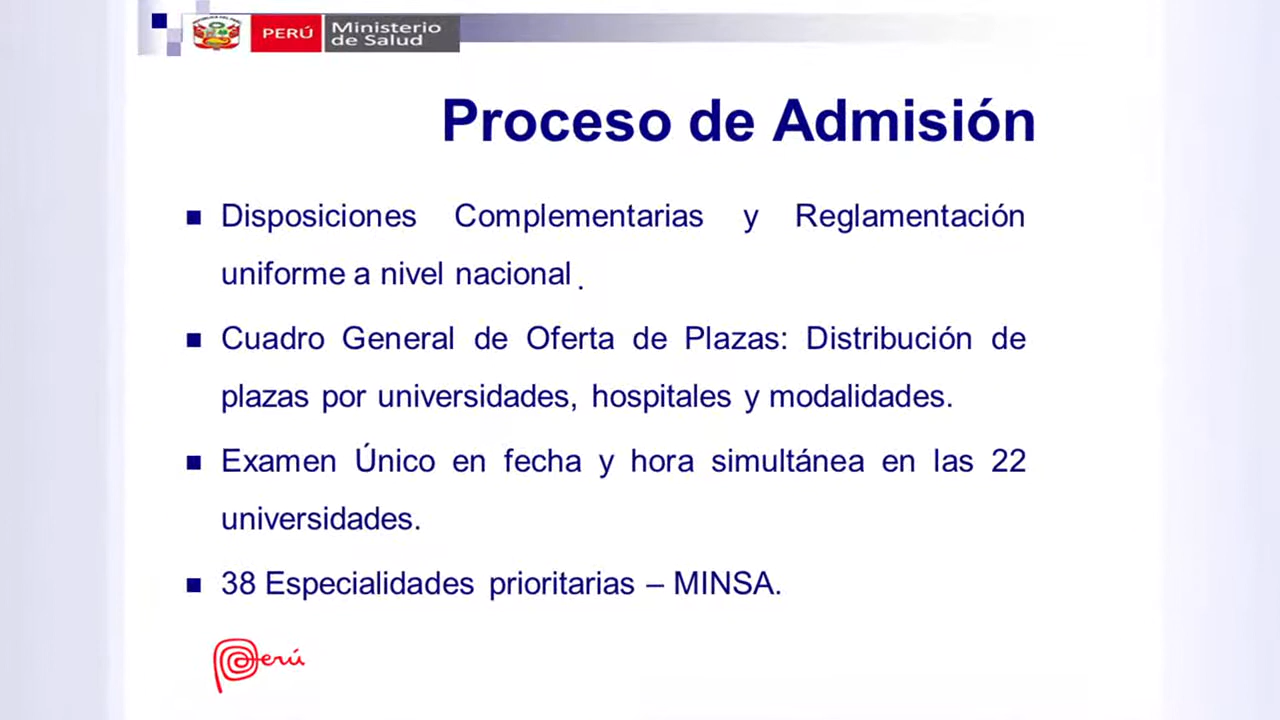 PERÚ Ministerio
de Salud
Proceso de Admisión
Disposiciones Complementarias y Reglamentación
uniforme a nivel nacional .
Cuadro General de Oferta de Plazas: Distribución de
plazas por universidades, hospitales y modalidades.
Examen Único en fecha y hora simultánea en las 22
universidades.
38 Especialidades prioritarias – MINSA.
Perú